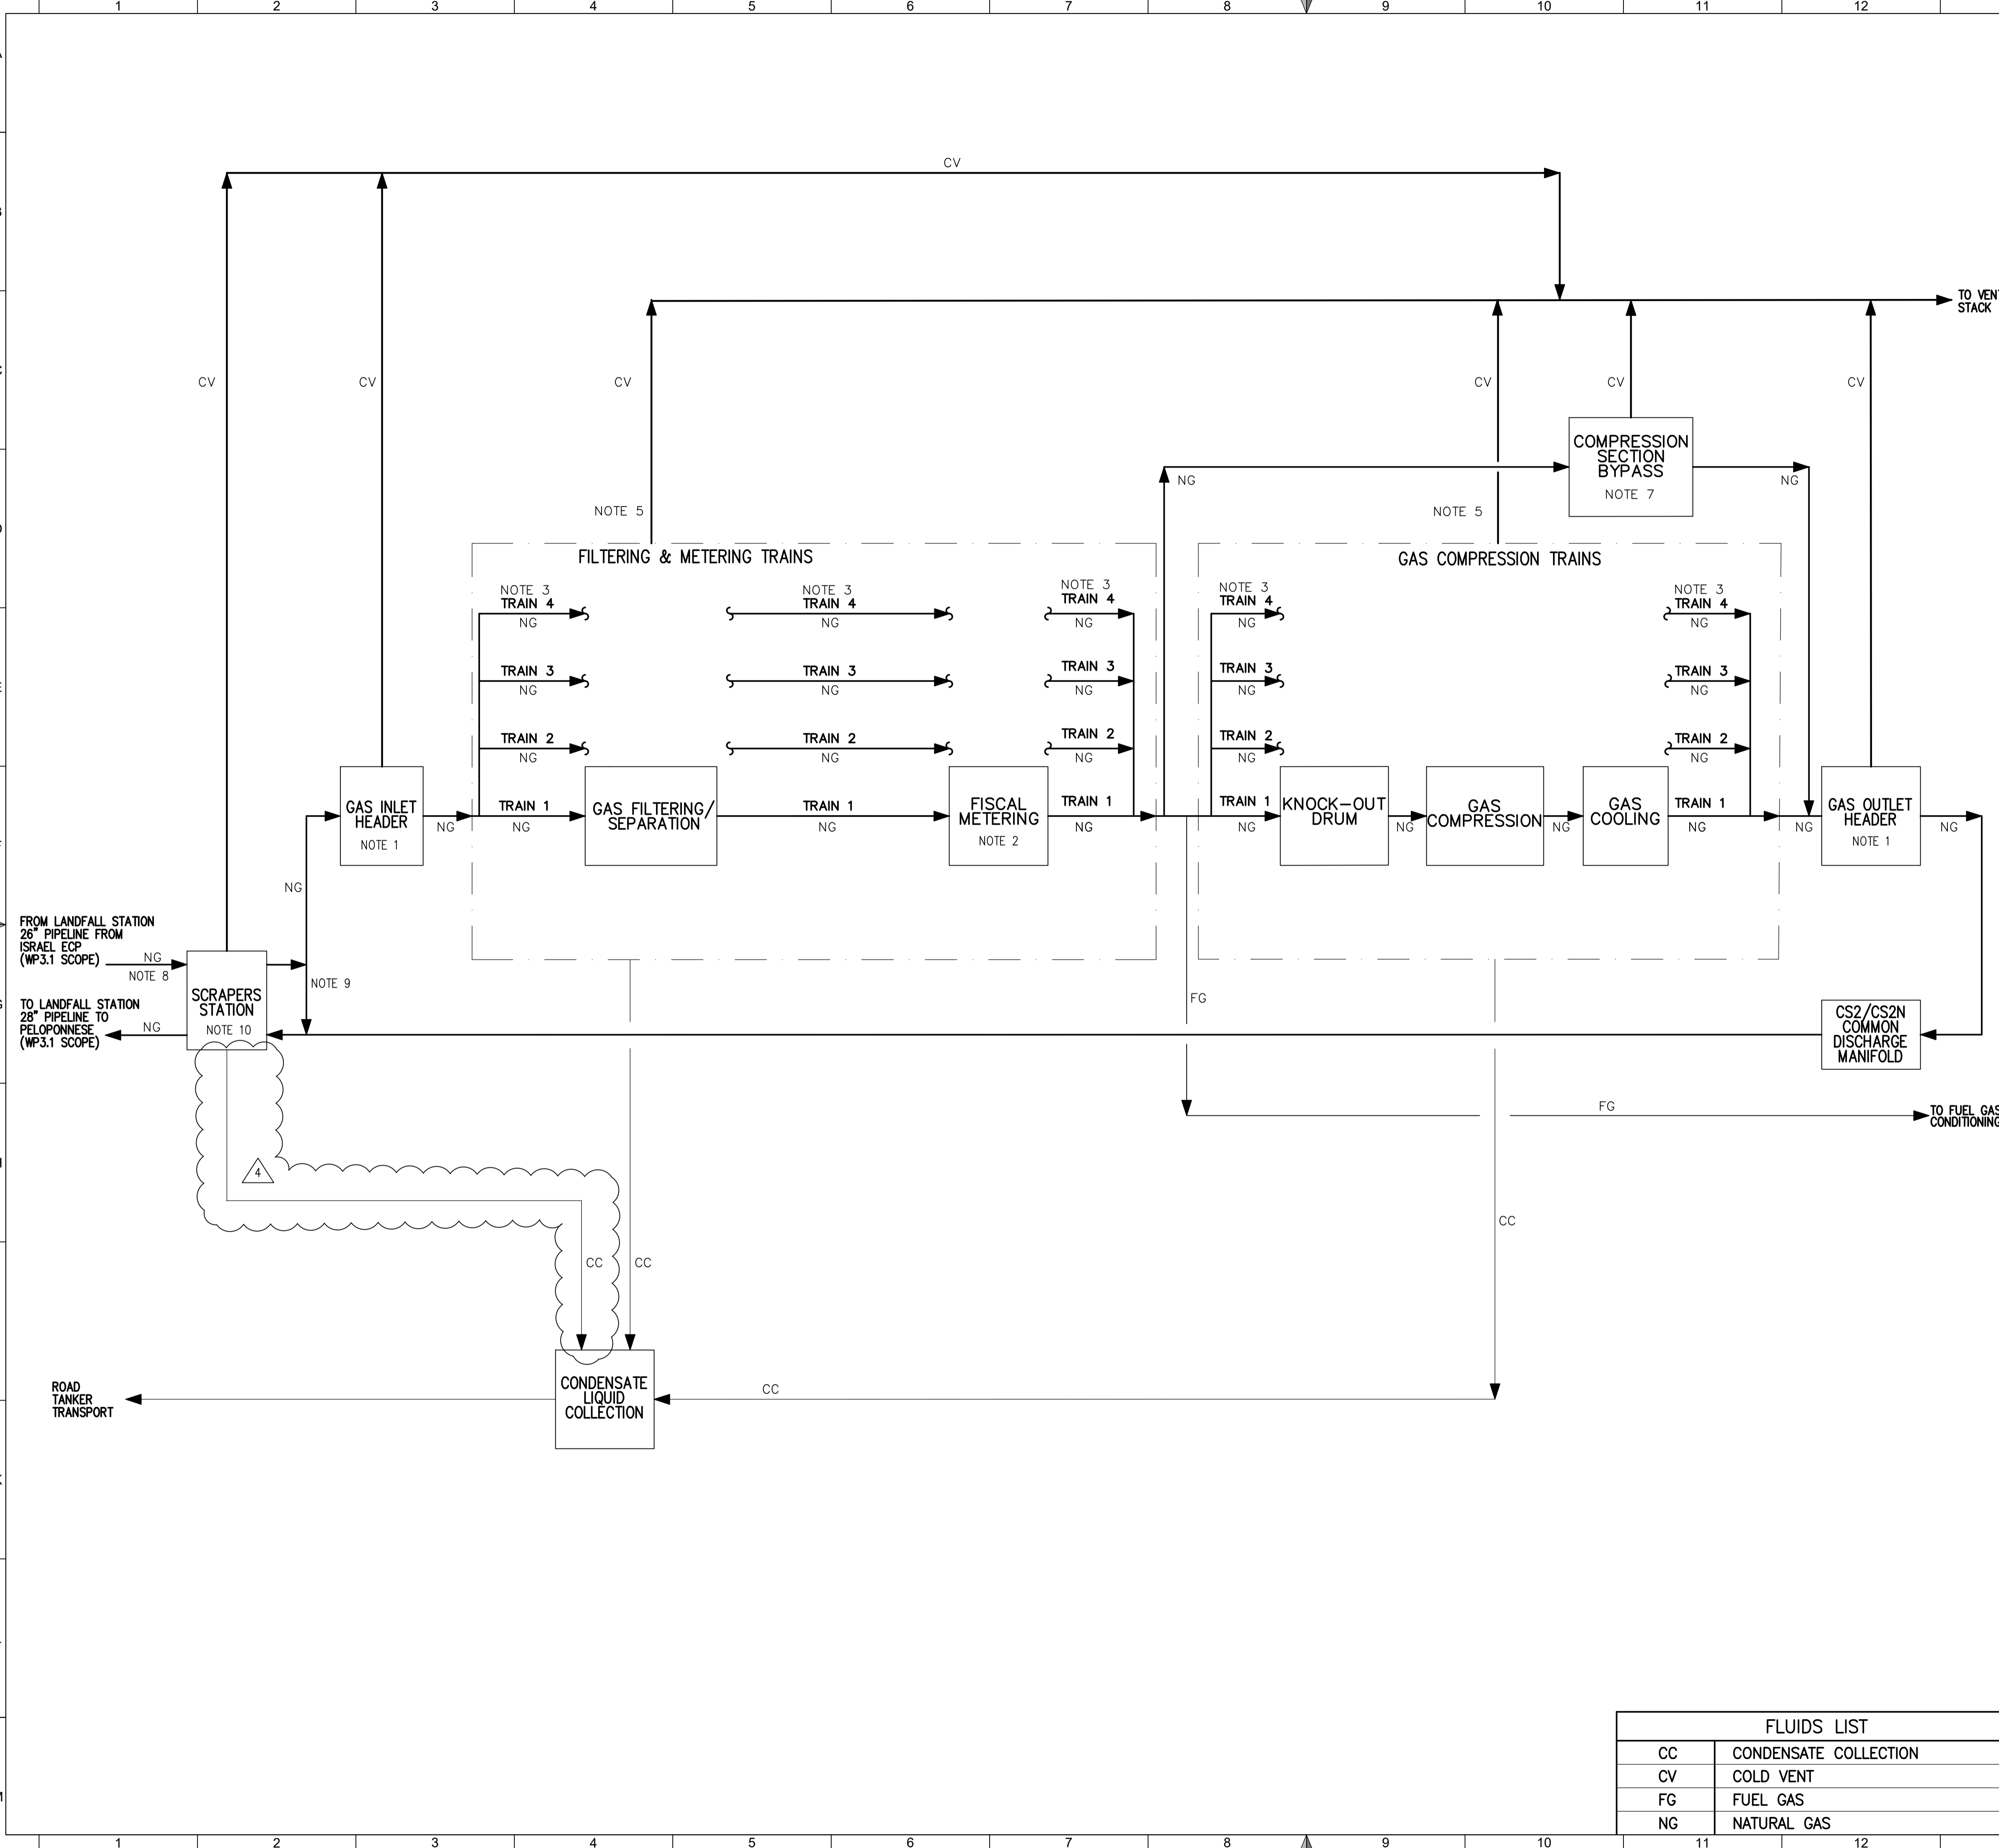 1 2 3 4 5 6 7 8 9 10 11 12
CV
TO VENT
STACK
CV
CV
CV
CV
CV
CV
COMPRESSION
SECTION
BYPASS
NOTE 7
NG
NG
NOTE 5
NOTE 5
FILTERING & METERING TRAINS
GAS COMPRESSION TRAINS
NOTE 3
TRAIN 4
NG
NOTE 3
TRAIN 4
NG
NOTE 3
TRAIN 4
NG
NOTE 3
TRAIN 4
NG
NOTE 3
TRAIN 4
NG
TRAIN 3
NG
TRAIN 3
NG
TRAIN 3
NG
TRAIN 3
NG
TRAIN 3
NG
TRAIN 2
NG
TRAIN 2
NG
TRAIN 2
NG
TRAIN 2
NG
TRAIN 2
NG
GAS INLET
HEADER
NOTE 1
NG
TRAIN 1
NG
GAS FILTERING/
SEPARATION
TRAIN 1
NG
FISCAL
METERING
NOTE 2
TRAIN 1
NG
TRAIN 1
NG
KNOCK-OUT
DRUM
NG
GAS
COMPRESSION
NG
GAS
COOLING
TRAIN 1
NG
NG
GAS OUTLET
HEADER
NOTE 1
NG
NG
FROM LANDFALL STATION
26" PIPELINE FROM
ISRAEL ECP
(WP3.1 SCOPE)
NG
NOTE 8
SCRAPERS
STATION
NOTE 10
NOTE 9
TO LANDFALL STATION
28" PIPELINE TO
PELOPONNESE
(WP3.1 SCOPE)
NG
FG
CS2/CS2N
COMMON
DISCHARGE
MANIFOLD
FG
TO FUEL GAS
CONDITIONING
4
CC
CC
CC
CONDENSATE
LIQUID
COLLECTION
CC
ROAD
TANKER
TRANSPORT
FLUIDS LIST
CC CONDENSATE COLLECTION
CV COLD VENT
FG FUEL GAS
NG NATURAL GAS
1 2 3 4 5 6 7 8 9 10 11 12